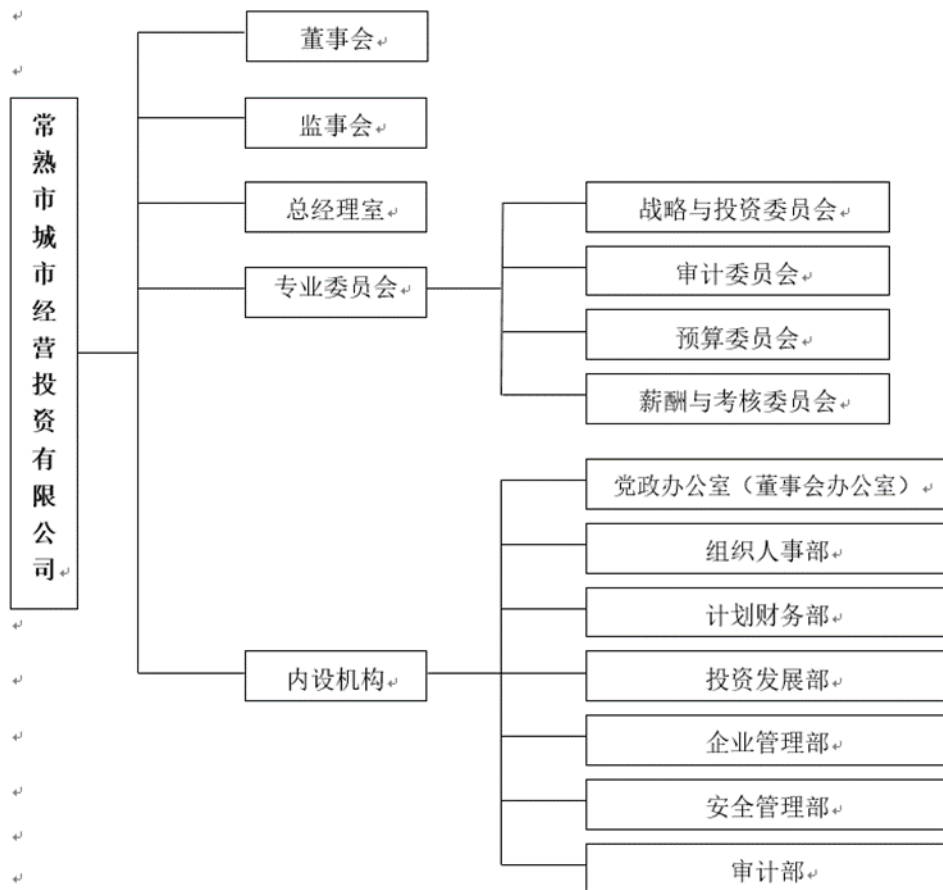 常熟市城市经营投资有限公司
董事会
监事会
总经理室
专业委员会
战略与投资委员会
审计委员会
预算委员会
薪酬与考核委员会
内设机构
党政办公室（董事会办公室）
组织人事部
计划财务部
投资发展部
企业管理部
安全管理部
审计部